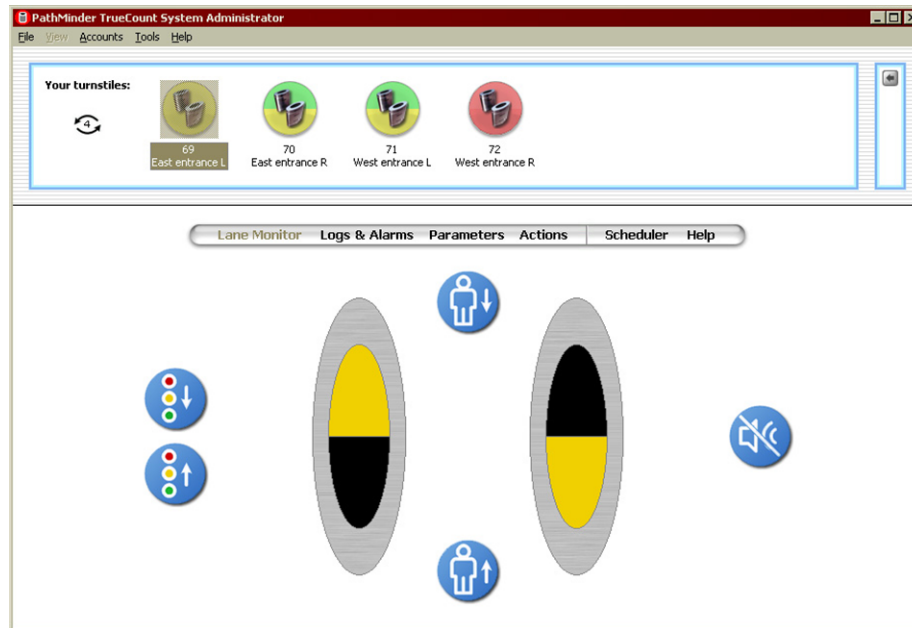 PathMinder TrueCount System Administrator
File View Accounts Tools Help
Your turnstiles:
4
69
East entrance L
70
East entrance R
71
West entrance L
72
West entrance R
Lane Monitor Logs & Alarms Parameters Actions Scheduler Help